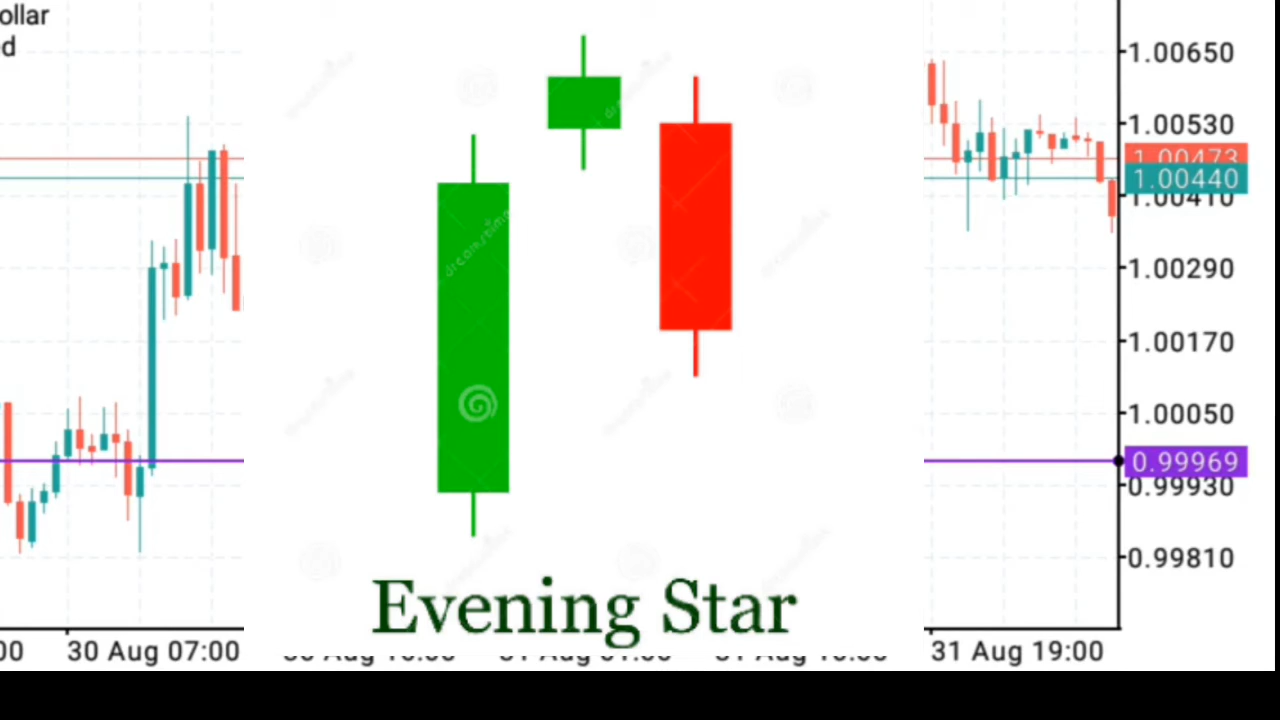 ollar
d
1.00650
1.00530
1.00473
1.00440
1.00410
1.00290
1.00170
1.00050
0.99969
0.99930
0.99810
dreamstime
Evening Star
00
30 Aug 07:00
31 Aug 19:00